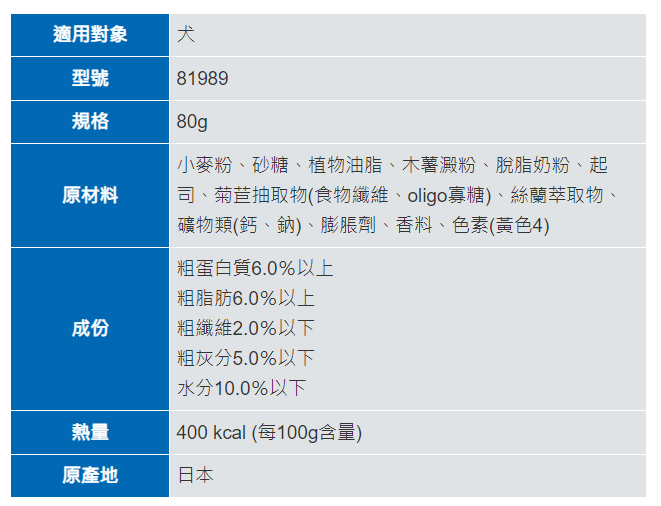 適用對象 犬
型號 81989
規格 80g
原材料 小麥粉、砂糖、植物油脂、木薯澱粉、脫脂奶粉、起
司、菊苣抽取物(食物纖維、oligo寡糖)、絲蘭萃取物、
礦物類(鈣、鈉)、膨脹劑、香料、色素(黃色4)
成份 粗蛋白質6.0%以上
粗脂肪6.0%以上
粗纖維2.0%以下
粗灰分5.0%以下
水分10.0%以下
熱量 400 kcal (每100g含量)
原產地 日本